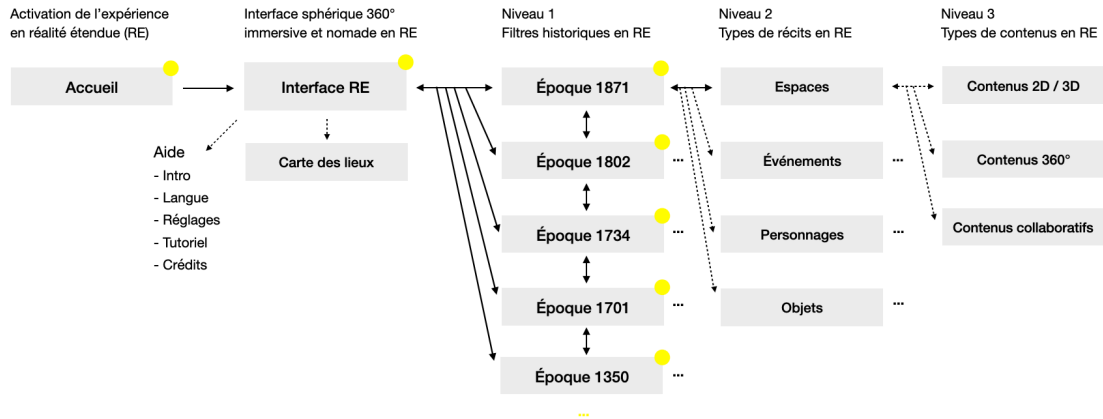 Activation de l’expérience
en réalité étendue (RE)
Interface sphérique 360°
immersive et nomade en RE
Niveau 1
Filtres historiques en RE
Niveau 2
Types de récits en RE
Niveau 3
Types de contenus en RE
Accueil
Interface RE
Époque 1871
Espaces
Contenus 2D / 3D
Aide
- Intro
- Langue
- Réglages
- Tutoriel
- Crédits
Carte des lieux
Époque 1802
...
Événements
...
Contenus 360°
Époque 1734
...
Personnages
...
Contenus collaboratifs
Époque 1701
...
Objets
...
Époque 1350
...
...